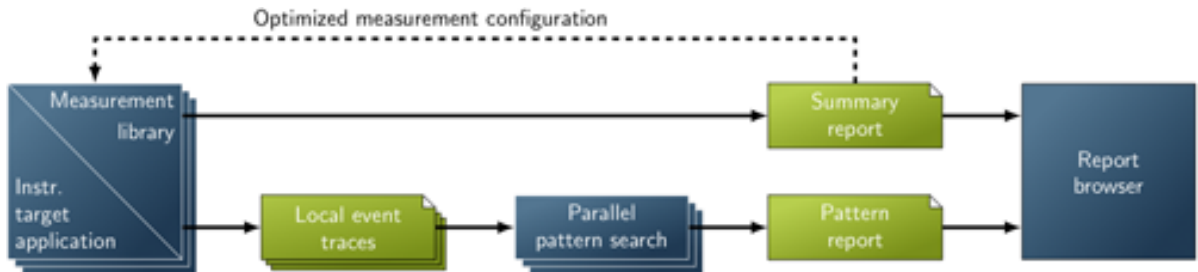 Optimized measurement configuration
Measurement
library
Instr.
target
application
Summary
report
Report
browser
Local event
traces
Parallel
pattern search
Pattern
report